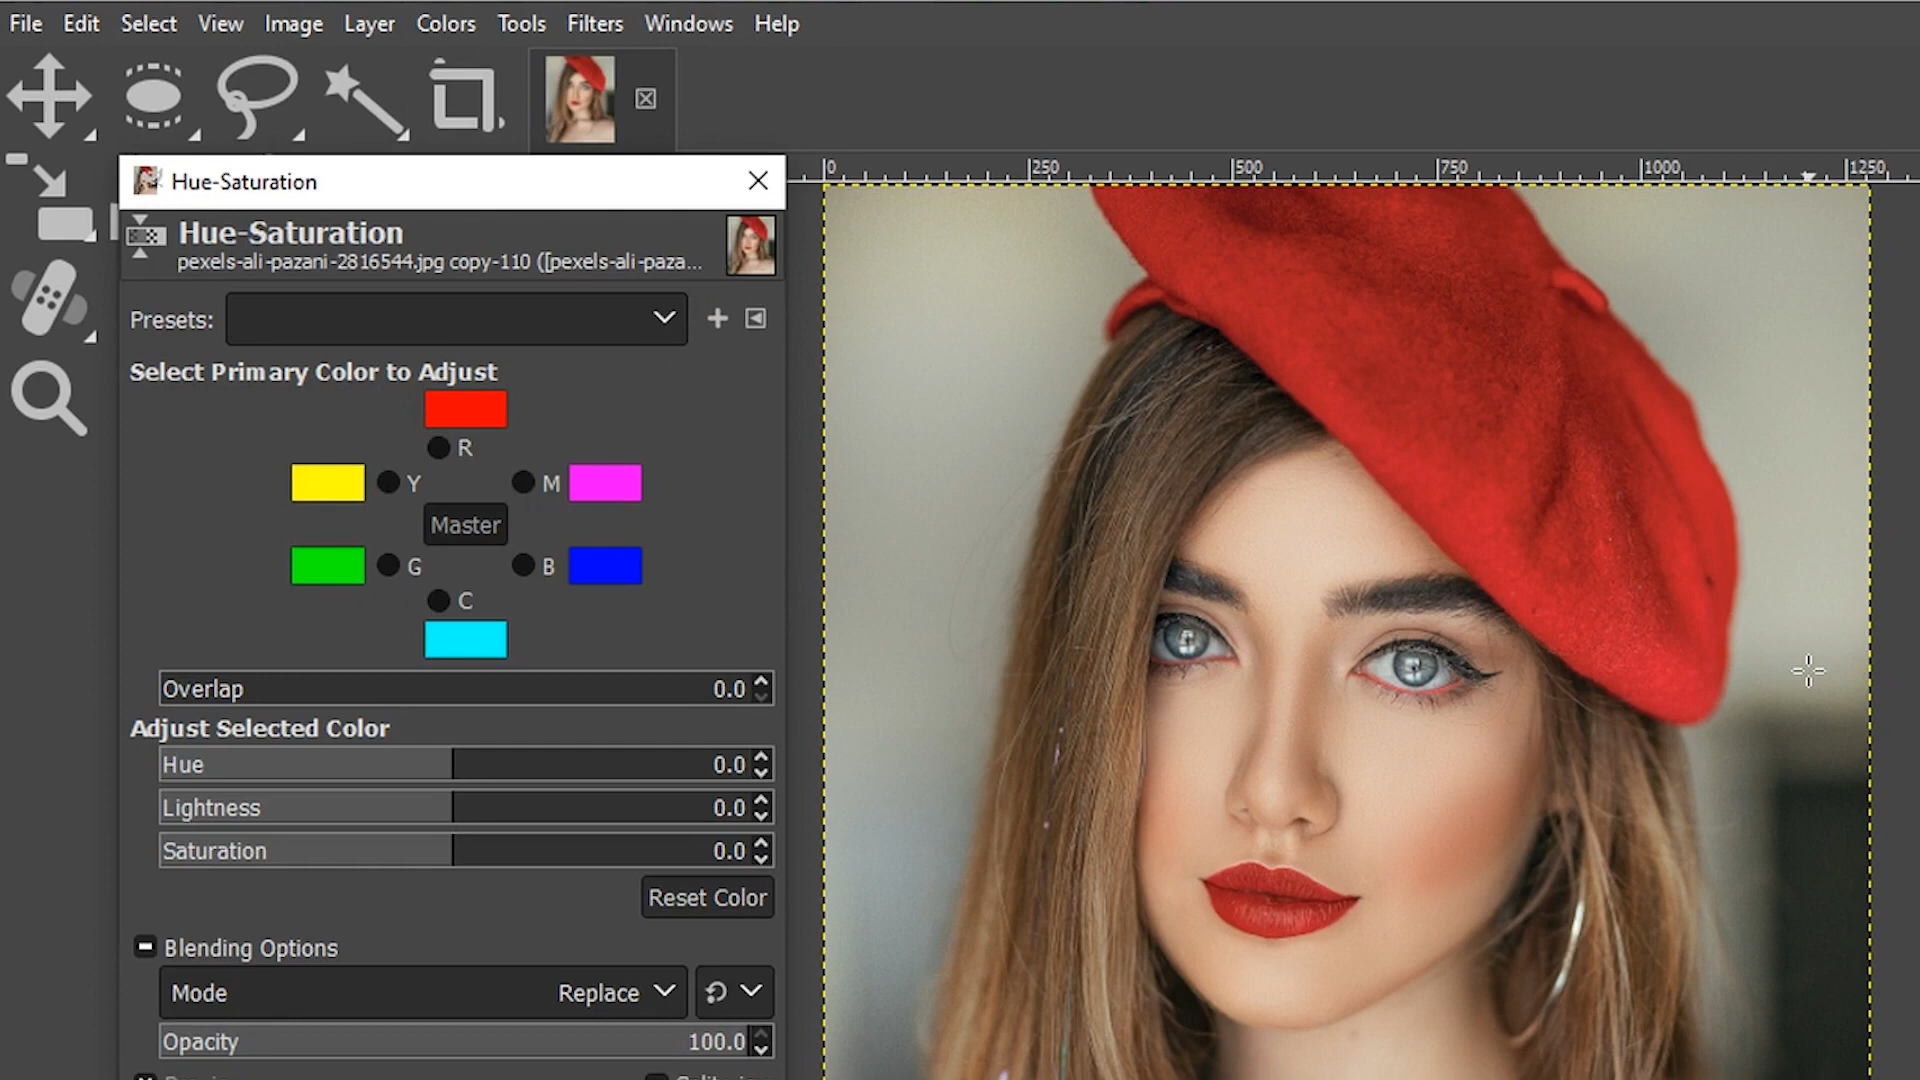 File Edit Select View Image Layer Colors Tools Filters Windows Help
0 250 500 750 1000 1250
Hue-Saturation
Hue-Saturation
pexels-ali-pazani-2816544.jpg copy-110 ([pexels-ali-paza...
Presets:
Select Primary Color to Adjust
R
Y M
Master
G B
C
Overlap 0.0
Adjust Selected Color
Hue 0.0
Lightness 0.0
Saturation 0.0
Reset Color
Blending Options
Mode Replace
Opacity 100.0